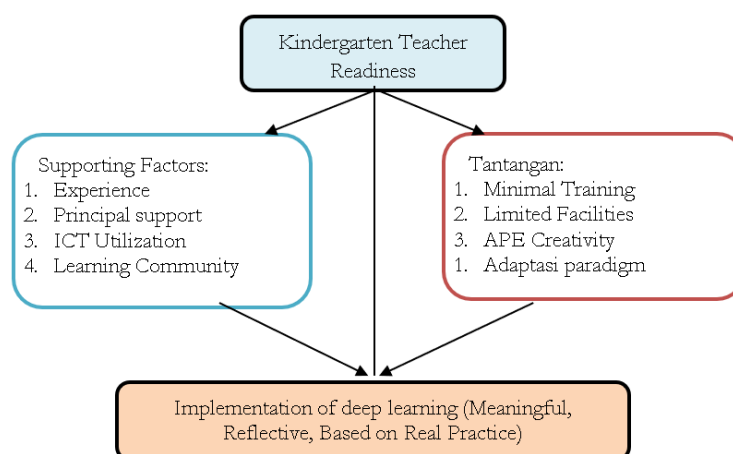 Kindergarten Teacher
Readiness
Supporting Factors:
1. Experience
2. Principal support
3. ICT Utilization
4. Learning Community
Tantangan:
1. Minimal Training
2. Limited Facilities
3. APE Creativity
1. Adaptasi paradigm
Implementation of deep learning (Meaningful,
Reflective, Based on Real Practice)